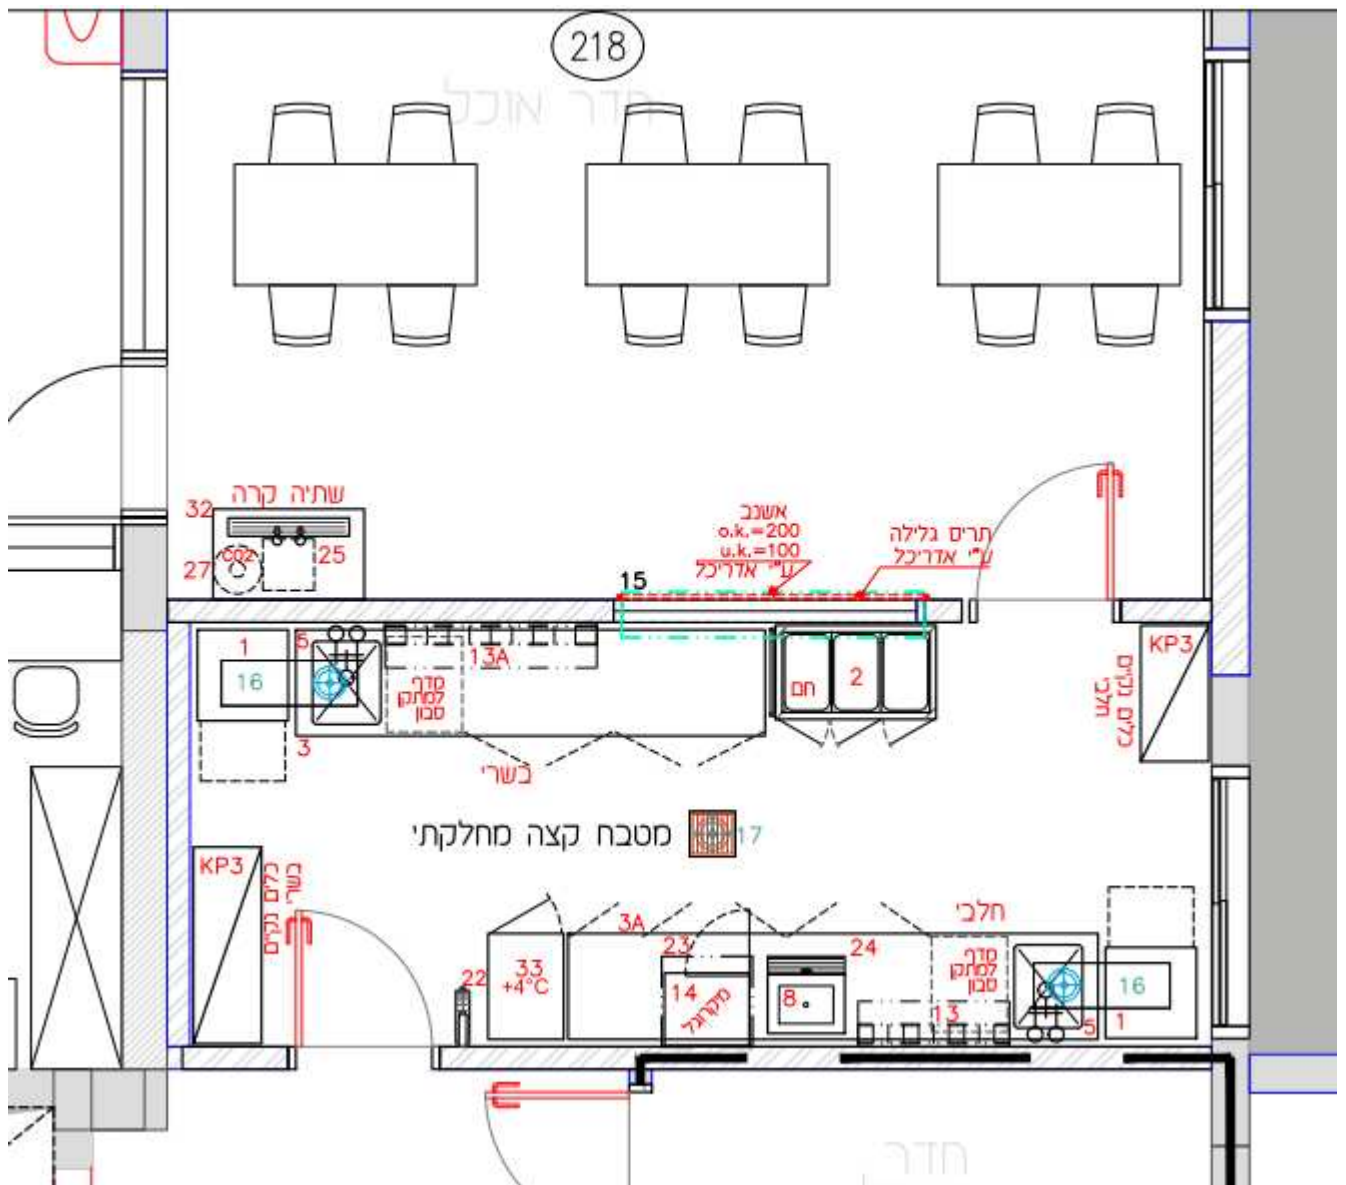 218
חדר אוכל
שתיה קרה
32
CO2
25
27
אשנב
o.k.=200
u.k.=100
ע"י אדריכל
תריס גלילה
ע"י אדריכל
15
1
16
5
13A
מדף
למתקן
סבון
3
בשרי
חם
2
KP3
כלים נקיים
חלבי
מטבח קצה מחלקתי
17
KP3
כלים נקיים
בשרי
22
33
+4°C
3A
23
14
מיקרוגל
8
24
13
חלבי
מדף
למתקן
סבון
5
16
1
חדר